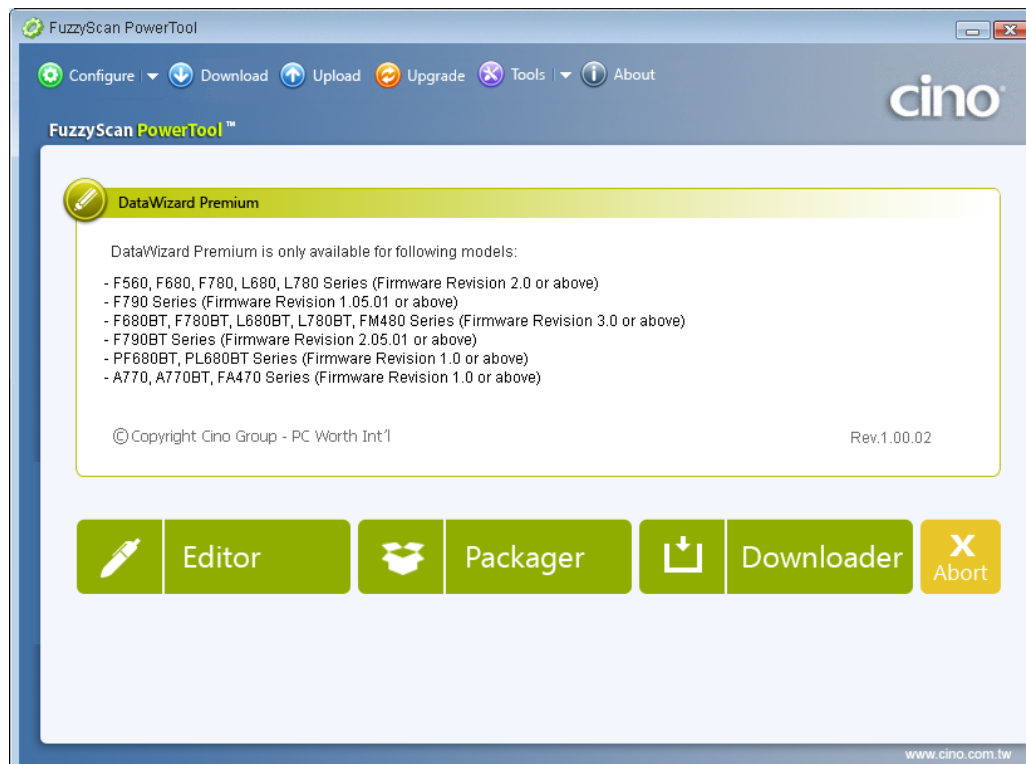 FuzzyScan PowerTool
Configure Download Upload Upgrade Tools About
cino
FuzzyScan PowerTool ™
DataWizard Premium
DataWizard Premium is only available for following models:
- F560, F680, F780, L680, L780 Series (Firmware Revision 2.0 or above)
- F790 Series (Firmware Revision 1.05.01 or above)
- F680BT, F780BT, L680BT, L780BT, FM480 Series (Firmware Revision 3.0 or above)
- F790BT Series (Firmware Revision 2.05.01 or above)
- PF680BT, PL680BT Series (Firmware Revision 1.0 or above)
- A770, A770BT, FA470 Series (Firmware Revision 1.0 or above)
©Copyright Cino Group - PC Worth Int'l Rev.1.00.02
Editor Packager Downloader X
Abort
www.cino.com.tw